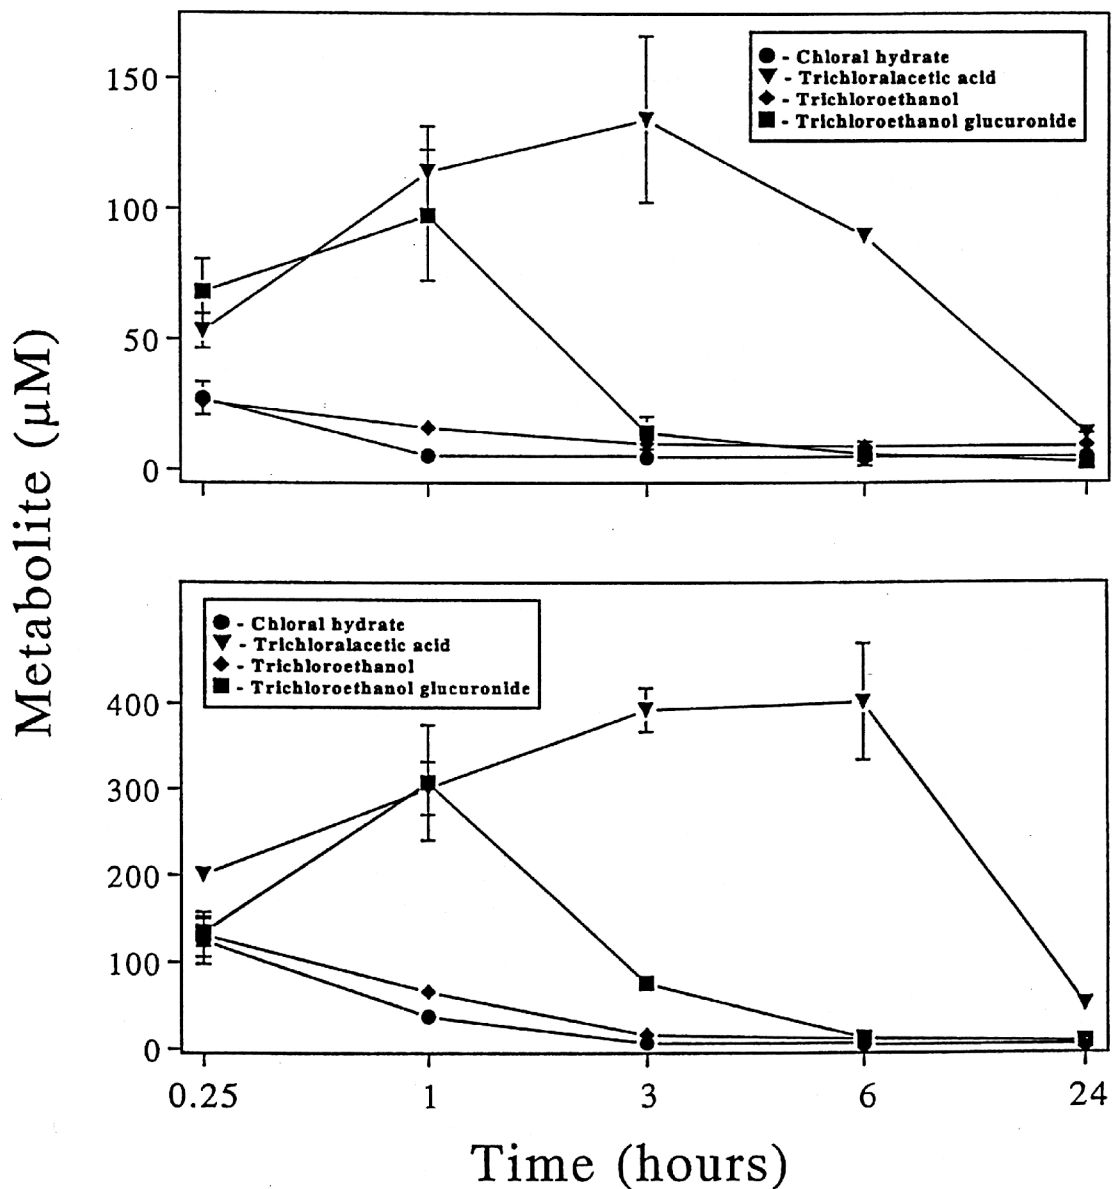 Metabolite (µM)
150
100
50
0
● - Chloral hydrate
▼ - Trichloralacetic acid
◆ - Trichloroethanol
■ - Trichloroethanol glucuronide
400
300
200
100
0
● - Chloral hydrate
▼ - Trichloralacetic acid
◆ - Trichloroethanol
■ - Trichloroethanol glucuronide
0.25 1 3 6 24
Time (hours)